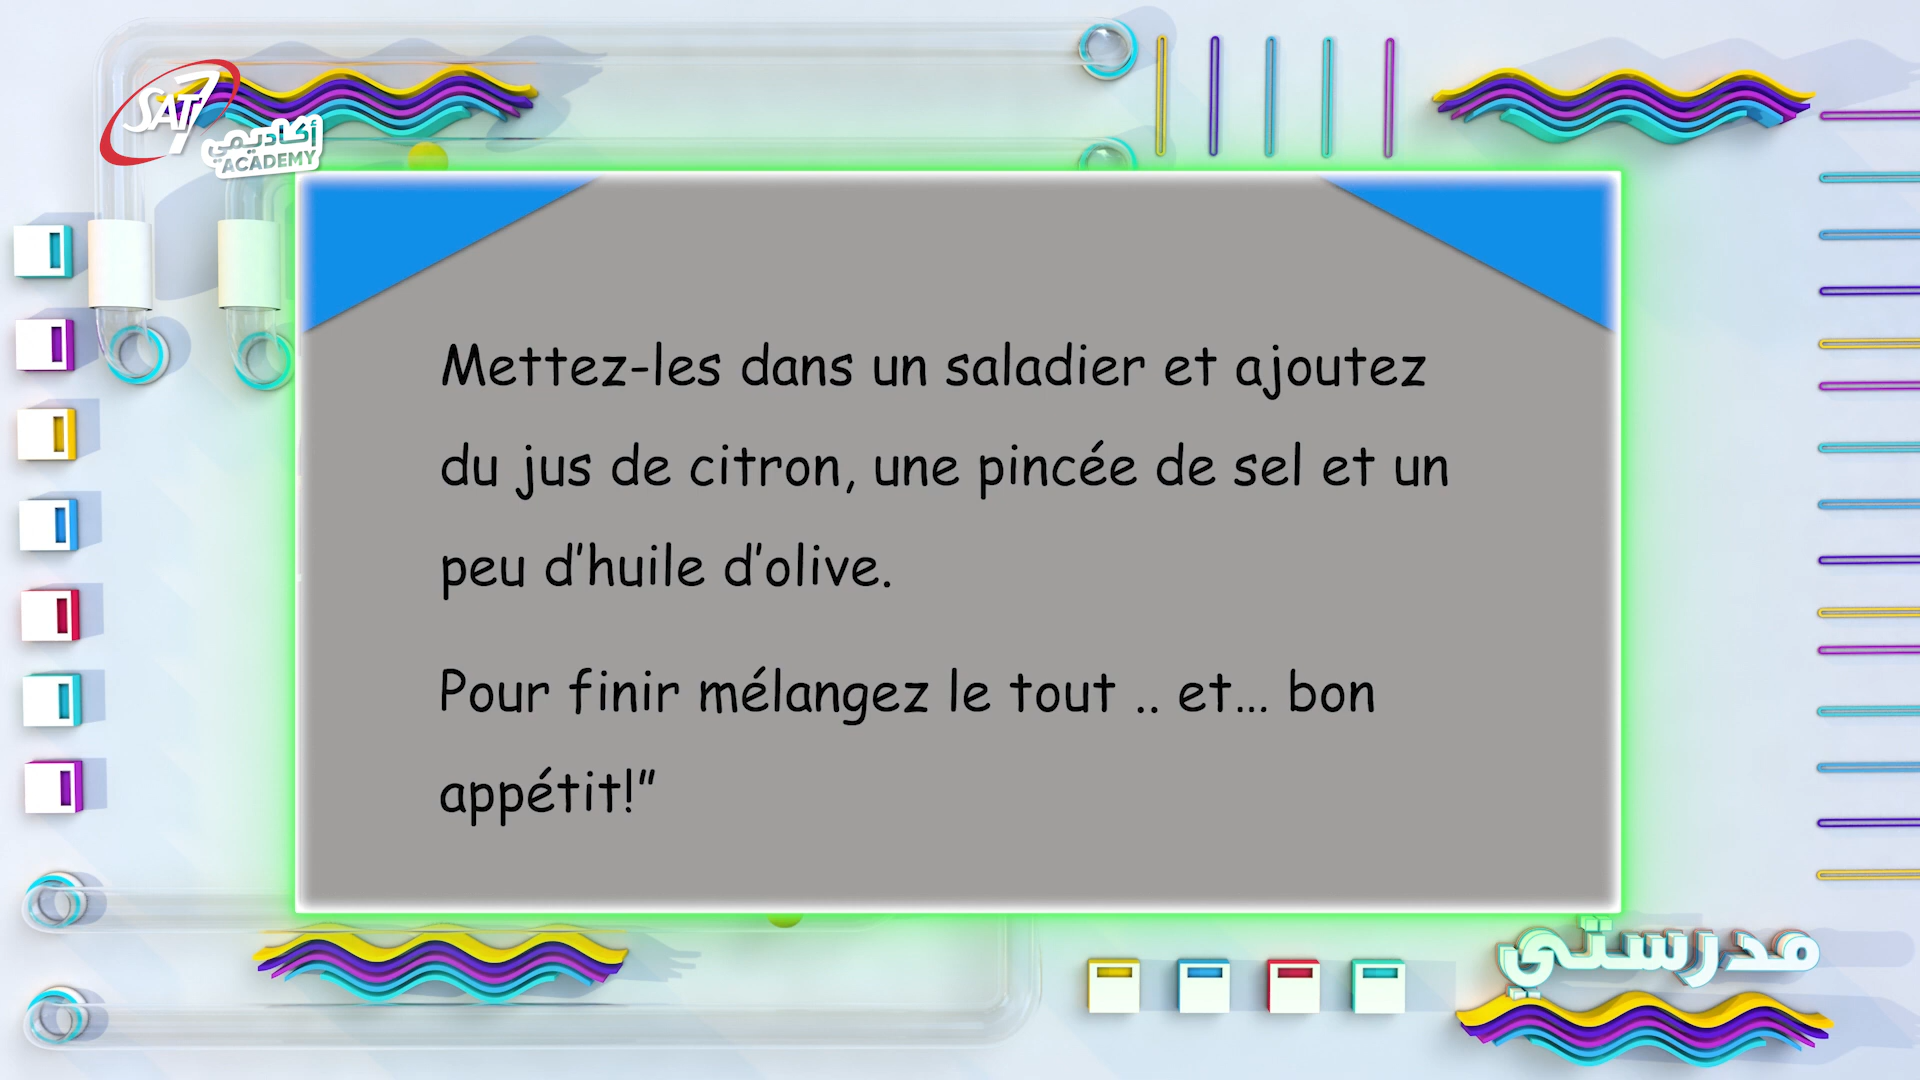 SAT7
أكاديمي
ACADEMY
Mettez-les dans un saladier et ajoutez
du jus de citron, une pincée de sel et un
peu d’huile d’olive.
Pour finir mélangez le tout .. et... bon
appétit!”
مدرستي